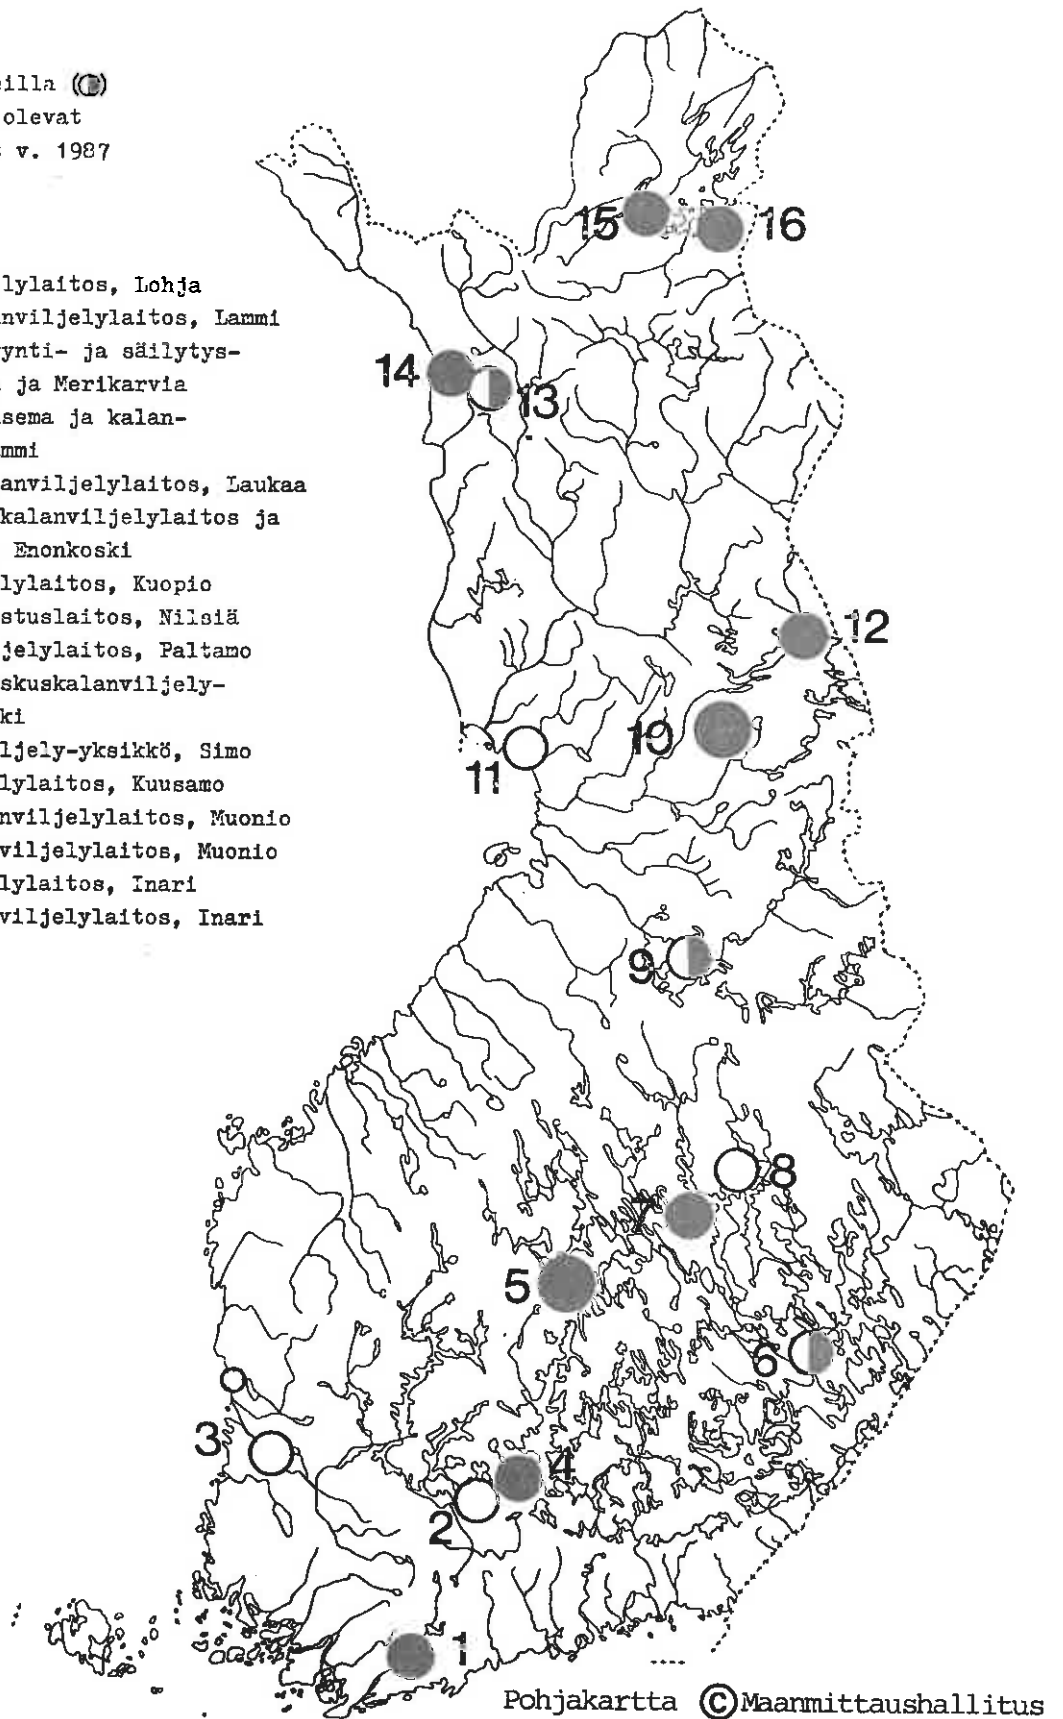 eilla (◑)
olevat
s v. 1987
lylaitos, Lohja
nviljelylaitos, Lammi
ynti- ja säilytys-
ja Merikarvia
sema ja kalan-
mmi
anviljelylaitos, Laukaa
kalanviljelylaitos ja
Enonkoski
lylaitos, Kuopio
stuslaitos, Nilsiä
jelylaitos, Paltamo
skuskalanviljely-
ki
ljely-yksikkö, Simo
lylaitos, Kuusamo
nviljelylaitos, Muonio
viljelylaitos, Muonio
lylaitos, Inari
viljelylaitos, Inari
15
16
14
13
12
10
11
9
8
7
5
6
3
4
2
1
Pohjakartta © Maanmittaushallitus